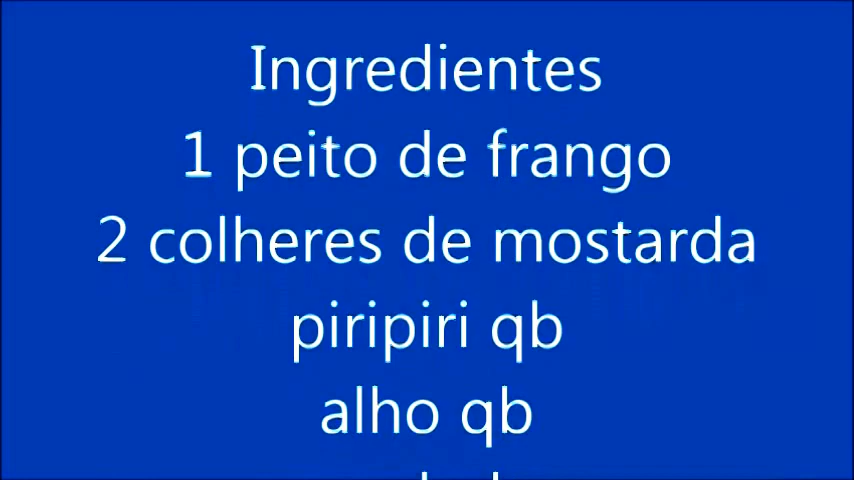 Ingredientes
1 peito de frango
2 colheres de mostarda
piripiri qb
alho qb